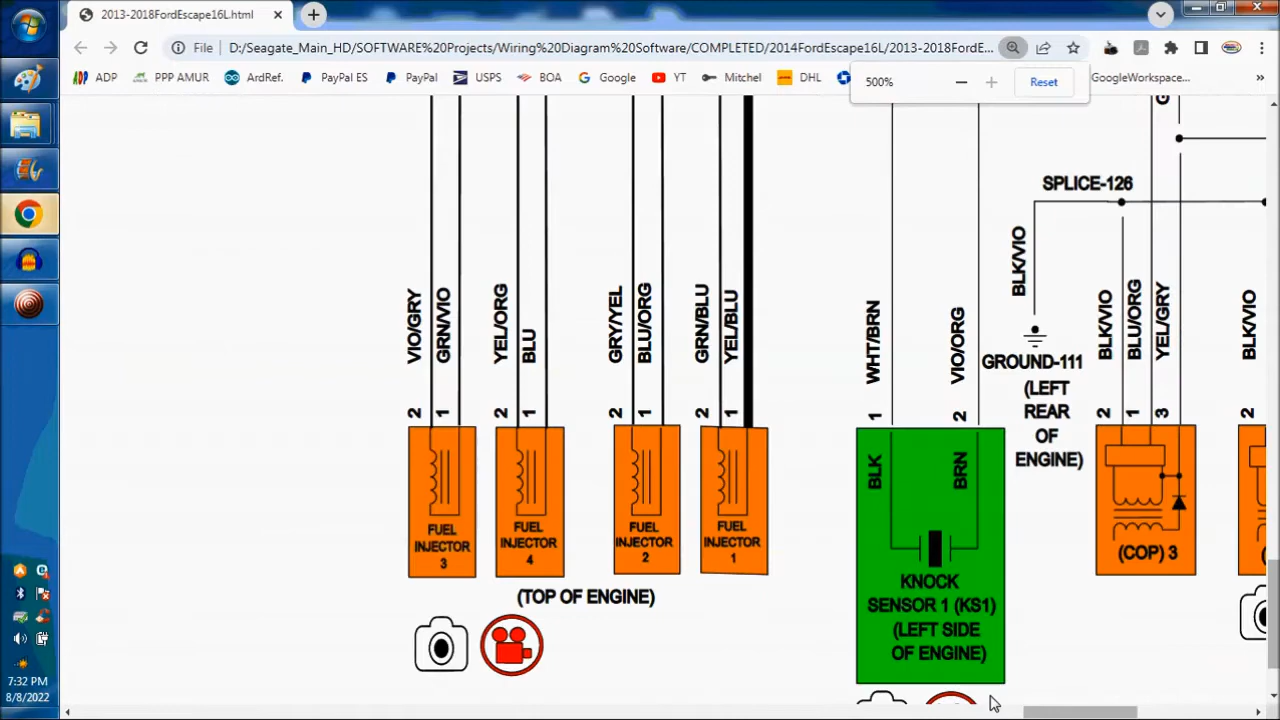 2013-2018FordEscape16L.html
File
D:/Seagate_Main_HD/SOFTWARE%20Projects/Wiring%20Diagram%20Software/COMPLETED/2014FordEscape16L/2013-2018FordE...
ADP
PPP AMUR
ArdRef.
PayPal ES
PayPal
USPS
BOA
Google
YT
Mitchel
DHL
GoogleWorkspace...
»
500%
Reset
SPLICE-126
BLK/VIO
GROUND-111
(LEFT
REAR
OF
ENGINE)
VIO/GRY
GRN/VIO
YEL/ORG
BLU
GRY/YEL
BLU/ORG
GRN/BLU
YEL/BLU
WHT/BRN
VIO/ORG
BLK/VIO
BLU/ORG
YEL/GRY
BLK/VIO
2 1
2 1
2 1
2 1
1 2
2 1 3
2
FUEL
INJECTOR
3
FUEL
INJECTOR
4
FUEL
INJECTOR
2
FUEL
INJECTOR
1
(TOP OF ENGINE)
BLK
BRN
KNOCK
SENSOR 1 (KS1)
(LEFT SIDE
OF ENGINE)
(COP) 3
7:32 PM
8/8/2022